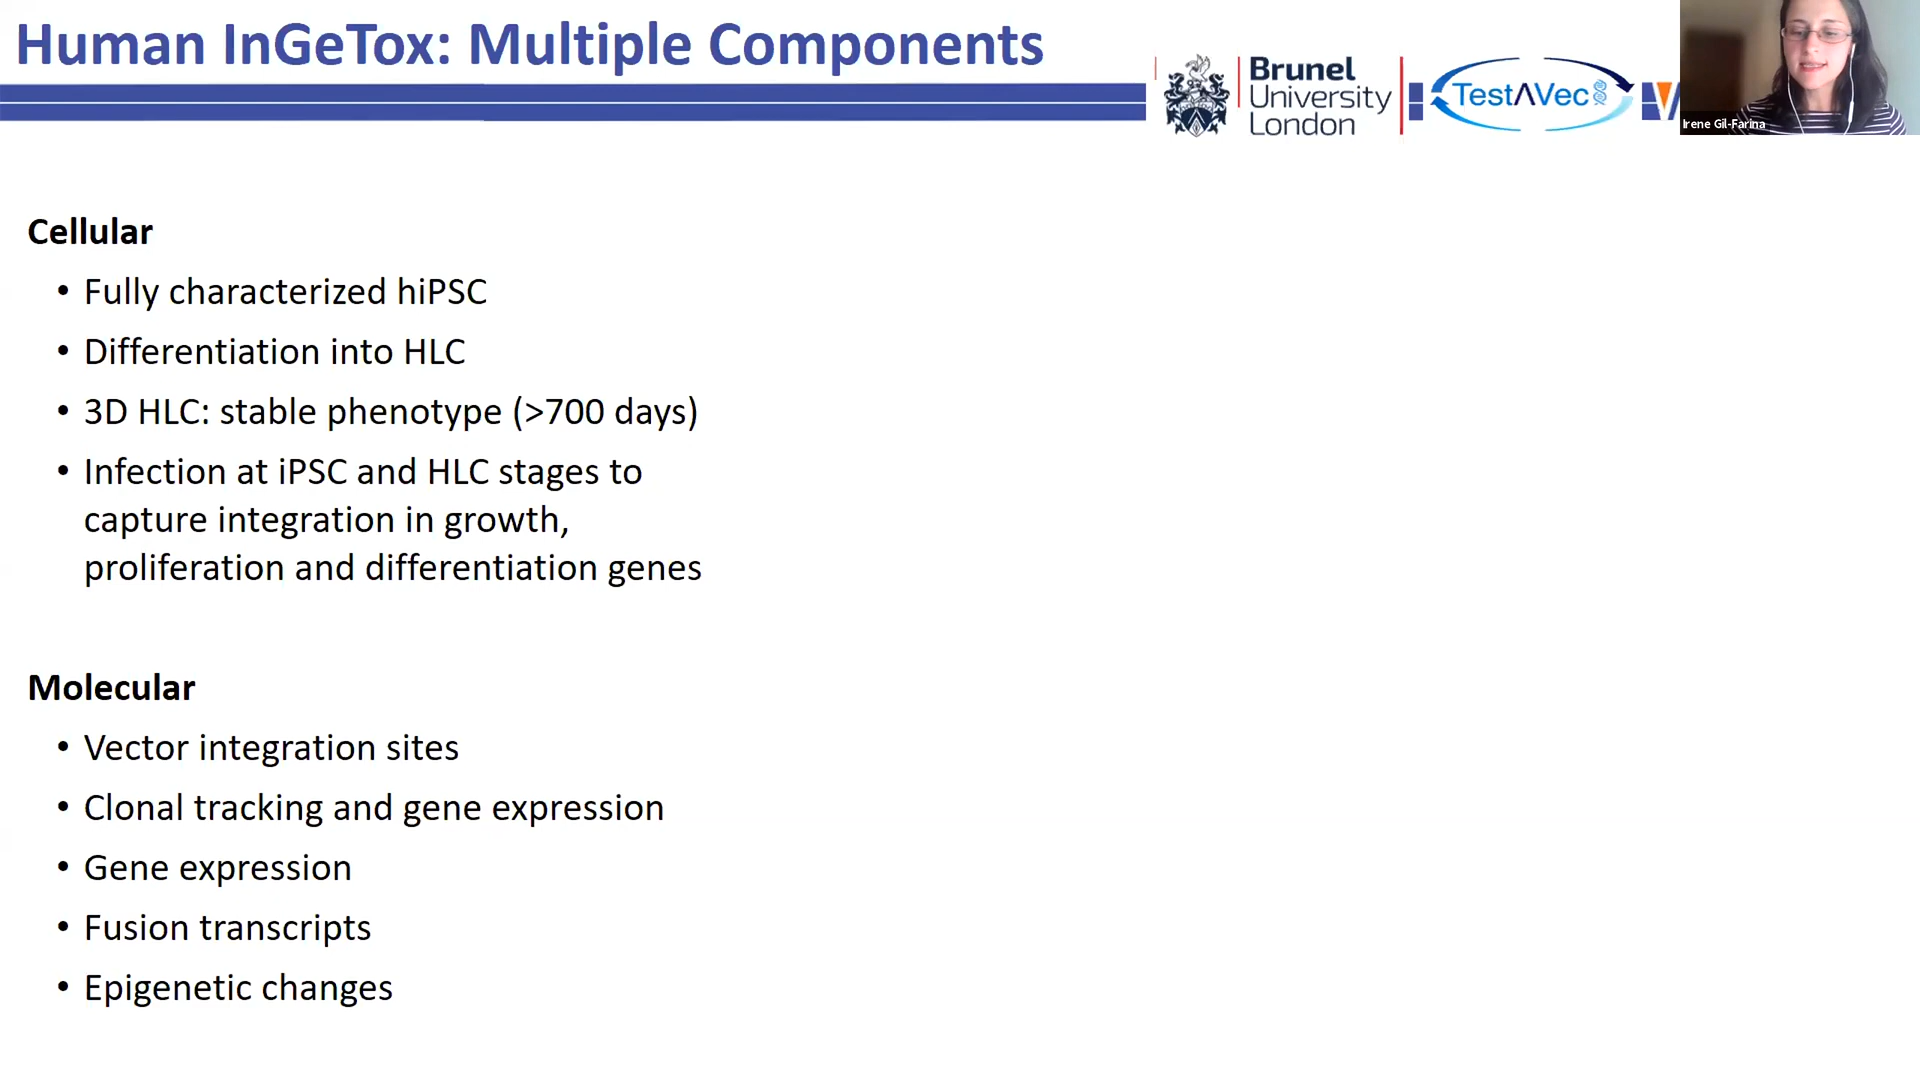 Human InGeTox: Multiple Components
Brunel
University
London
TestΛVec
Irene Gil-Farina
Cellular
• Fully characterized hiPSC
• Differentiation into HLC
• 3D HLC: stable phenotype (>700 days)
• Infection at iPSC and HLC stages to
capture integration in growth,
proliferation and differentiation genes
Molecular
• Vector integration sites
• Clonal tracking and gene expression
• Gene expression
• Fusion transcripts
• Epigenetic changes